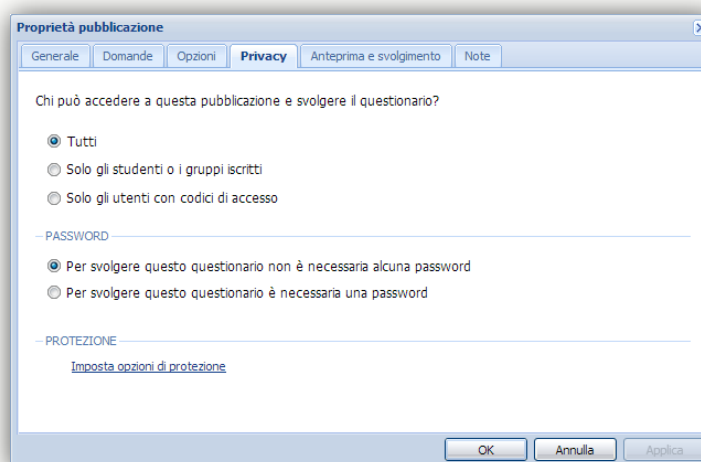 Proprietà pubblicazione
Generale Domande Opzioni Privacy Anteprima e svolgimento Note
Chi può accedere a questa pubblicazione e svolgere il questionario?
Tutti
Solo gli studenti o i gruppi iscritti
Solo gli utenti con codici di accesso
PASSWORD
Per svolgere questo questionario non è necessaria alcuna password
Per svolgere questo questionario è necessaria una password
PROTEZIONE
Imposta opzioni di protezione
OK Annulla Applica